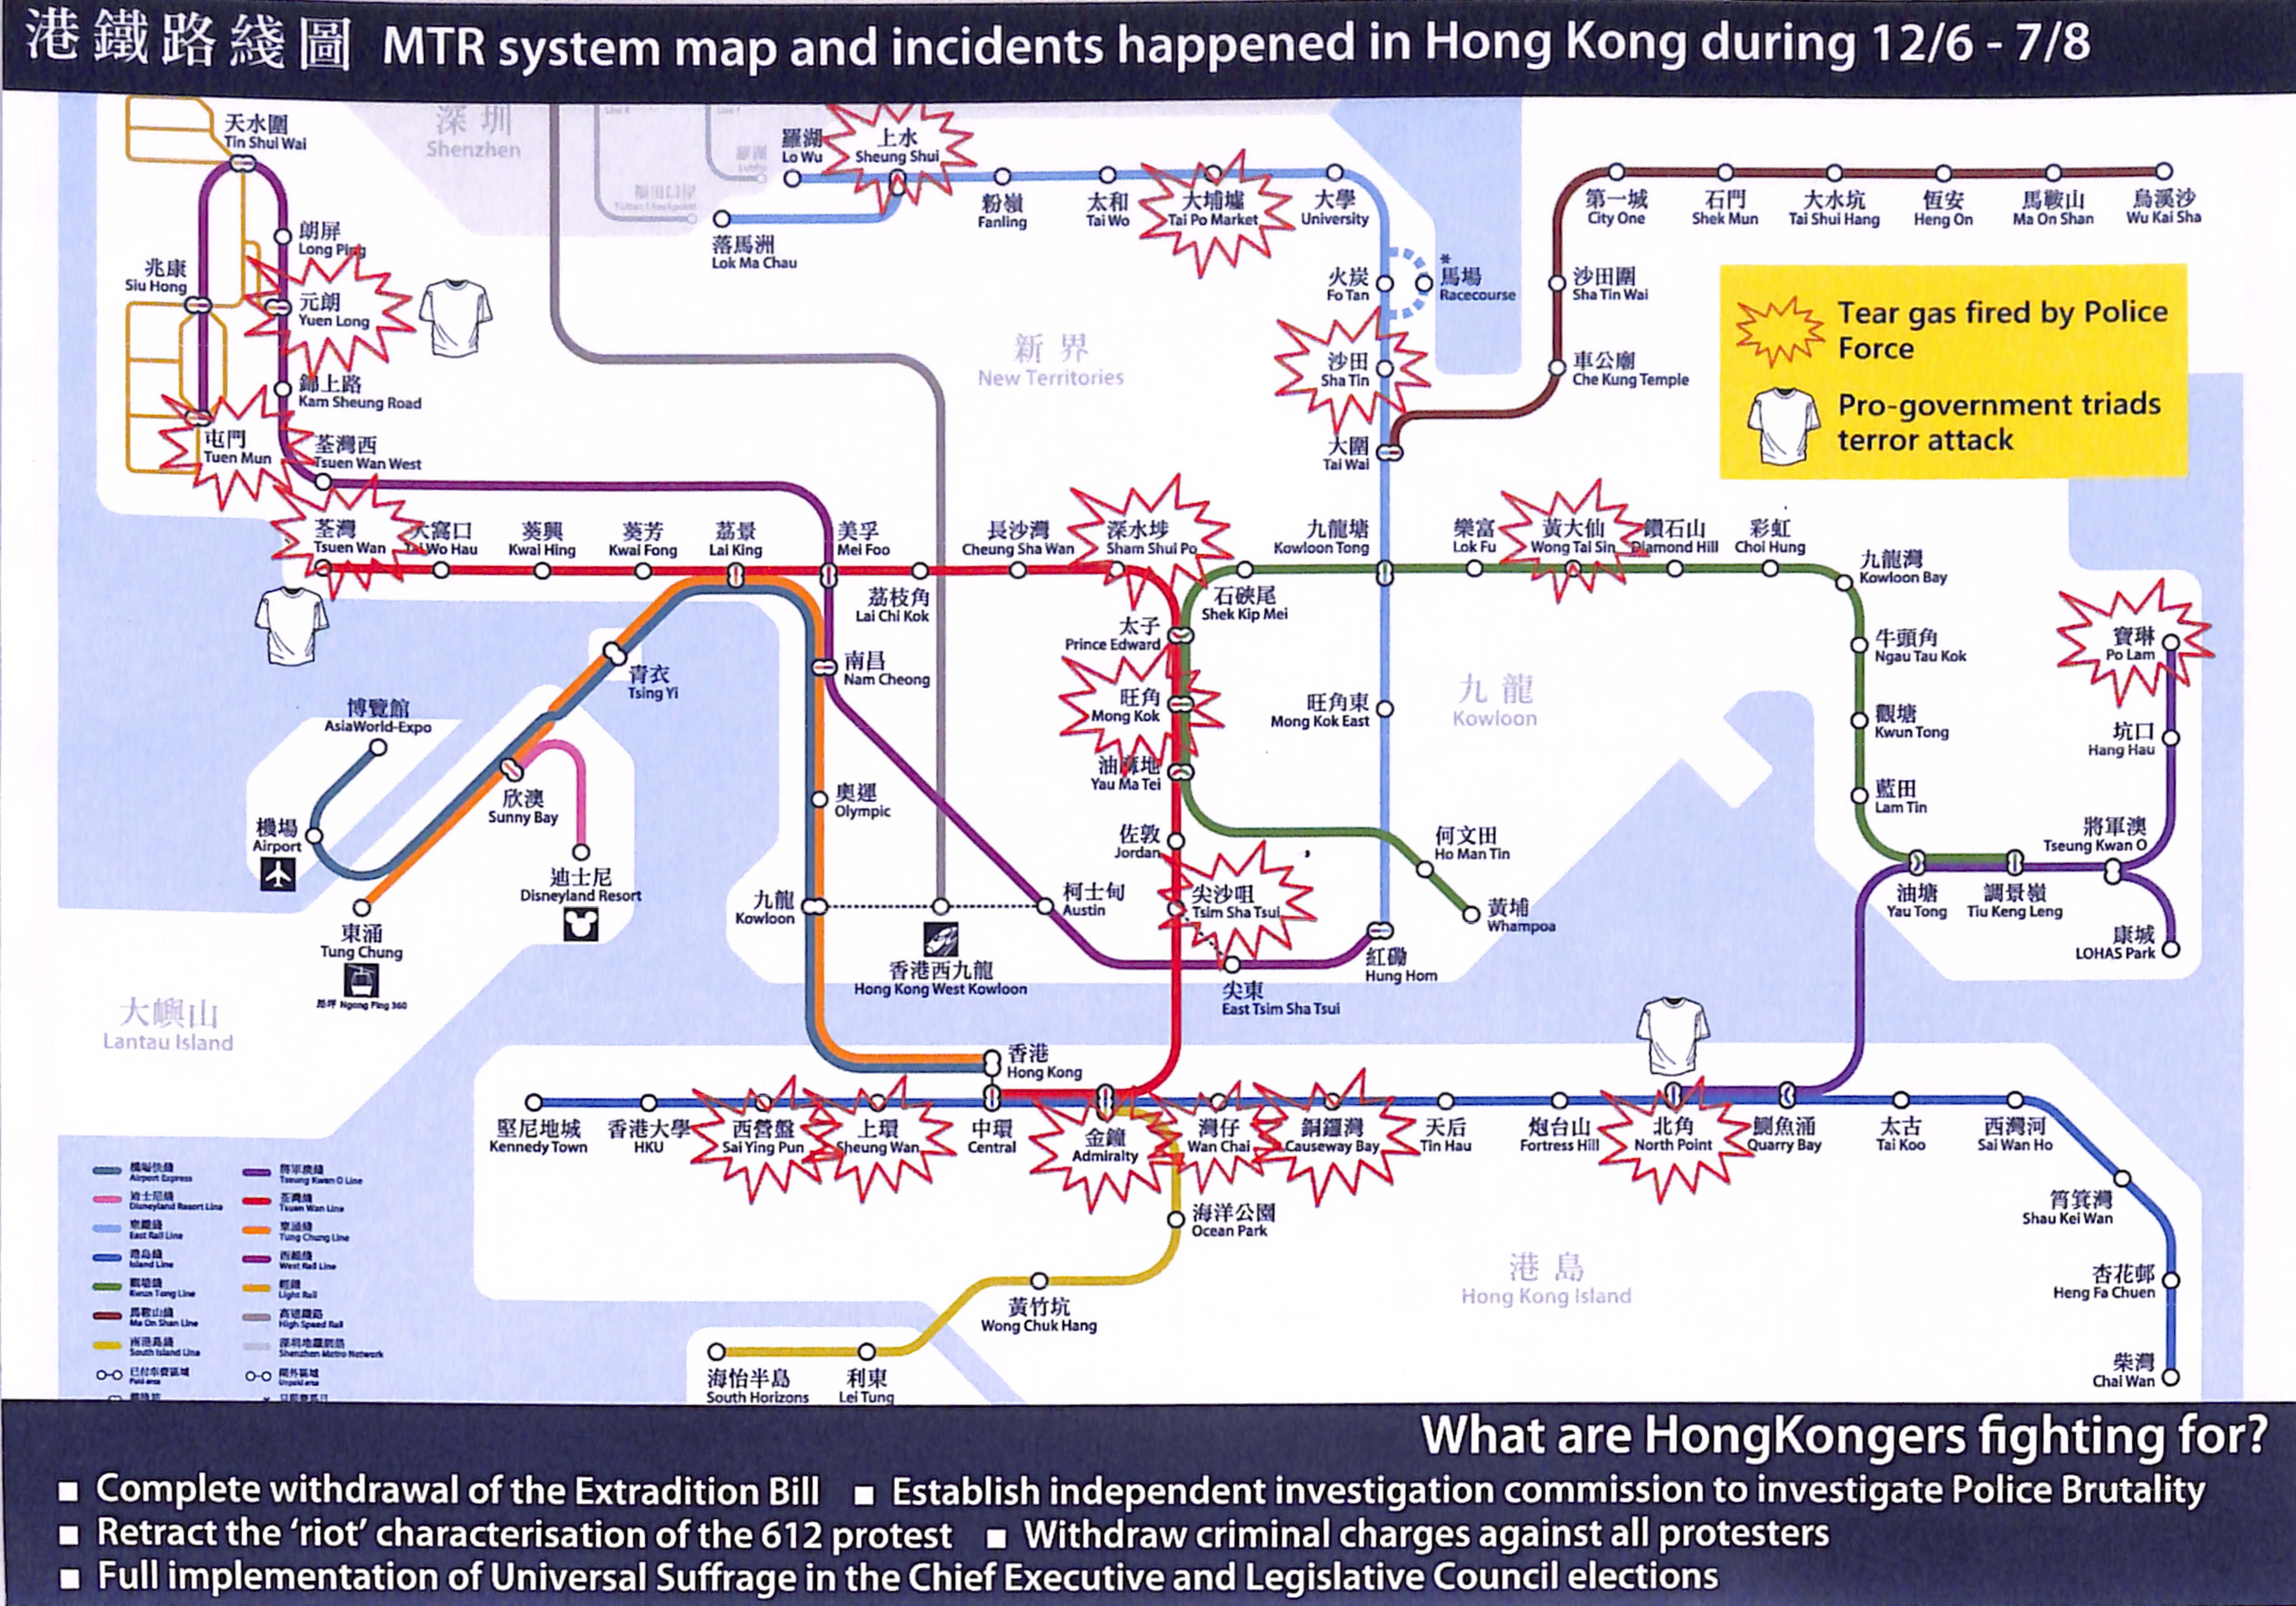 港鐵路綫圖 MTR system map and incidents happened in Hong Kong during 12/6 - 7/8
深圳
Shenzhen
天水圍
Tin Shui Wai
朗屏
Long Ping
兆康
Siu Hong
元朗
Yuen Long
錦上路
Kam Sheung Road
屯門
Tuen Mun
荃灣西
Tsuen Wan West
羅湖
Lo Wu
上水
Sheung Shui
落馬洲
Lok Ma Chau
粉嶺
Fanling
太和
Tai Wo
大埔墟
Tai Po Market
大學
University
火炭
Fo Tan
*
馬場
Racecourse
沙田
Sha Tin
大圍
Tai Wai
新界
New Territories
第一城
City One
石門
Shek Mun
大水坑
Tai Shui Hang
恆安
Heng On
馬鞍山
Ma On Shan
烏溪沙
Wu Kai Sha
沙田圍
Sha Tin Wai
車公廟
Che Kung Temple
Tear gas fired by Police
Force
Pro-government triads
terror attack
荃灣
Tsuen Wan
大窩口
Tai Wo Hau
葵興
Kwai Hing
葵芳
Kwai Fong
荔景
Lai King
美孚
Mei Foo
荔枝角
Lai Chi Kok
長沙灣
Cheung Sha Wan
深水埗
Sham Shui Po
石硤尾
Shek Kip Mei
九龍塘
Kowloon Tong
樂富
Lok Fu
黃大仙
Wong Tai Sin
鑽石山
Diamond Hill
彩虹
Choi Hung
九龍灣
Kowloon Bay
牛頭角
Ngau Tau Kok
觀塘
Kwun Tong
藍田
Lam Tin
油塘
Yau Tong
調景嶺
Tiu Keng Leng
將軍澳
Tseung Kwan O
寶琳
Po Lam
坑口
Hang Hau
康城
LOHAS Park
太子
Prince Edward
旺角
Mong Kok
油麻地
Yau Ma Tei
佐敦
Jordan
尖沙咀
Tsim Sha Tsui
尖東
East Tsim Sha Tsui
紅磡
Hung Hom
旺角東
Mong Kok East
九龍
Kowloon
何文田
Ho Man Tin
黃埔
Whampoa
青衣
Tsing Yi
南昌
Nam Cheong
奧運
Olympic
九龍
Kowloon
柯士甸
Austin
香港西九龍
Hong Kong West Kowloon
博覽館
AsiaWorld-Expo
機場
Airport
東涌
Tung Chung
昂坪 Ngong Ping 360
欣澳
Sunny Bay
迪士尼
Disneyland Resort
大嶼山
Lantau Island
香港
Hong Kong
堅尼地城
Kennedy Town
香港大學
HKU
西營盤
Sai Ying Pun
上環
Sheung Wan
中環
Central
金鐘
Admiralty
灣仔
Wan Chai
銅鑼灣
Causeway Bay
天后
Tin Hau
炮台山
Fortress Hill
北角
North Point
鰂魚涌
Quarry Bay
太古
Tai Koo
西灣河
Sai Wan Ho
筲箕灣
Shau Kei Wan
杏花邨
Heng Fa Chuen
柴灣
Chai Wan
海洋公園
Ocean Park
黃竹坑
Wong Chuk Hang
利東
Lei Tung
海怡半島
South Horizons
港島
Hong Kong Island
機場快綫
Airport Express
迪士尼綫
Disneyland Resort Line
東鐵綫
East Rail Line
港島綫
Island Line
觀塘綫
Kwun Tong Line
馬鞍山綫
Ma On Shan Line
南港島綫
South Island Line
將軍澳綫
Tseung Kwan O Line
荃灣綫
Tsuen Wan Line
東涌綫
Tung Chung Line
西鐵綫
West Rail Line
輕鐵
Light Rail
高速鐵路
High Speed Rail
Shenzhen Metro Network
What are HongKongers fighting for?
■ Complete withdrawal of the Extradition Bill ■ Establish independent investigation commission to investigate Police Brutality
■ Retract the ‘riot’ characterisation of the 612 protest ■ Withdraw criminal charges against all protesters
■ Full implementation of Universal Suffrage in the Chief Executive and Legislative Council elections